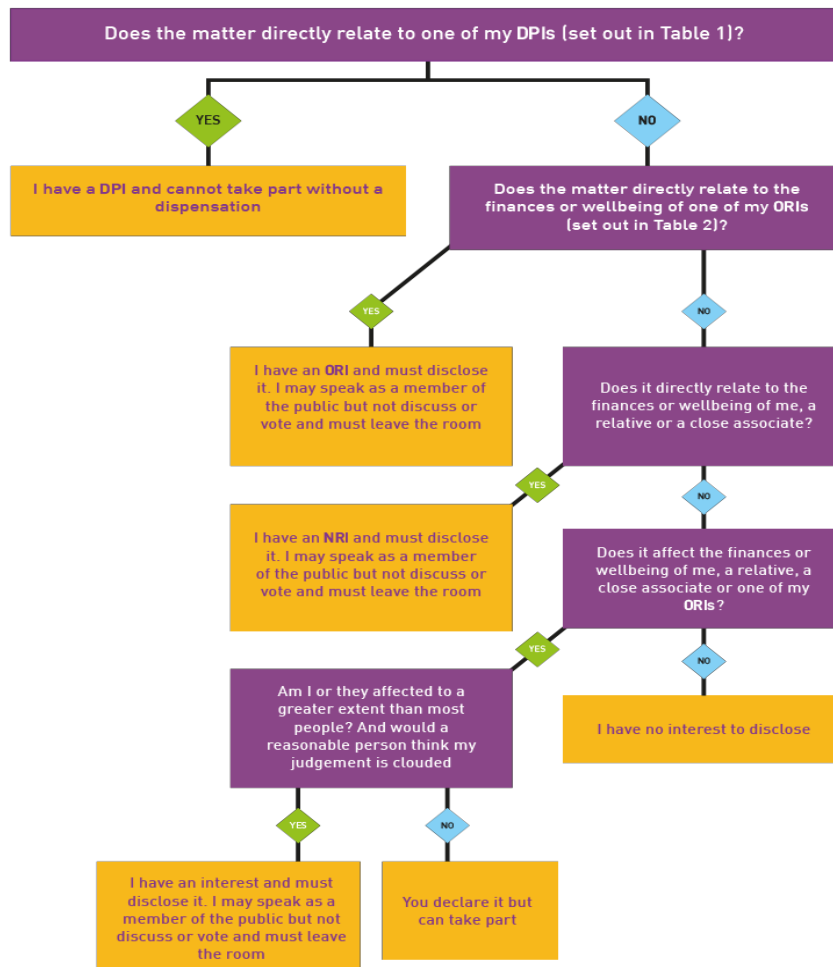 Does the matter directly relate to one of my DPIs (set out in Table 1)?
YES
NO
I have a DPI and cannot take part without a
dispensation
Does the matter directly relate to the
finances or wellbeing of one of my ORIs
(set out in Table 2)?
YES
NO
I have an ORI and must disclose
it. I may speak as a member of
the public but not discuss or
vote and must leave the room
Does it directly relate to the
finances or wellbeing of me, a
relative or a close associate?
YES
NO
I have an NRI and must disclose
it. I may speak as a member
of the public but not discuss or
vote and must leave the room
Does it affect the finances or
wellbeing of me, a relative, a
close associate or one of my
ORIs?
YES
NO
Am I or they affected to a
greater extent than most
people? And would a
reasonable person think my
judgement is clouded
I have no interest to disclose
YES
NO
I have an interest and must
disclose it. I may speak as a
member of the public but not
discuss or vote and must leave
the room
You declare it but
can take part